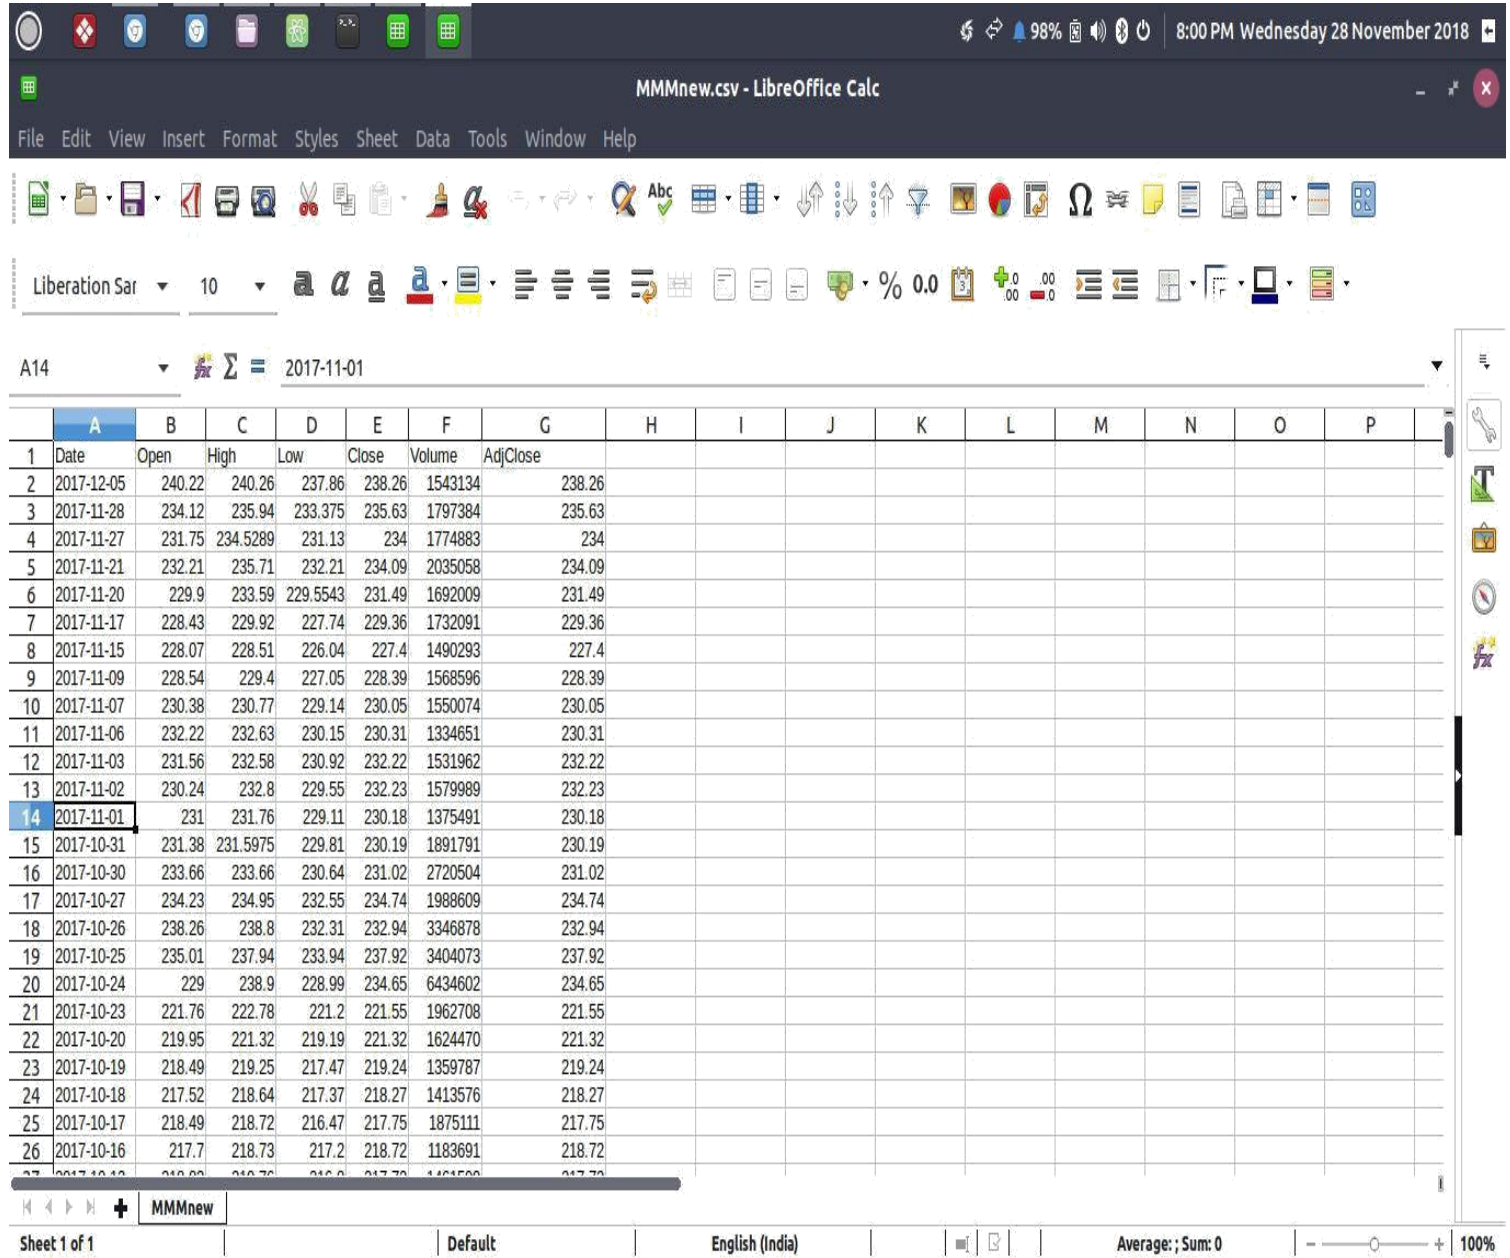 98% 8:00 PM Wednesday 28 November 2018
MMMnew.csv - LibreOffice Calc
File Edit View Insert Format Styles Sheet Data Tools Window Help
Liberation Sar 10 % 0.0
A14 2017-11-01
A B C D E F G H I J K L M N O P
1 Date Open High Low Close Volume AdjClose
2 2017-12-05 240.22 240.26 237.86 238.26 1543134 238.26
3 2017-11-28 234.12 235.94 233.375 235.63 1797384 235.63
4 2017-11-27 231.75 234.5289 231.13 234 1774883 234
5 2017-11-21 232.21 235.71 232.21 234.09 2035058 234.09
6 2017-11-20 229.9 233.59 229.5543 231.49 1692009 231.49
7 2017-11-17 228.43 229.92 227.74 229.36 1732091 229.36
8 2017-11-15 228.07 228.51 226.04 227.4 1490293 227.4
9 2017-11-09 228.54 229.4 227.05 228.39 1568596 228.39
10 2017-11-07 230.38 230.77 229.14 230.05 1550074 230.05
11 2017-11-06 232.22 232.63 230.15 230.31 1334651 230.31
12 2017-11-03 231.56 232.58 230.92 232.22 1531962 232.22
13 2017-11-02 230.24 232.8 229.55 232.23 1579989 232.23
14 2017-11-01 231 231.76 229.11 230.18 1375491 230.18
15 2017-10-31 231.38 231.5975 229.81 230.19 1891791 230.19
16 2017-10-30 233.66 233.66 230.64 231.02 2720504 231.02
17 2017-10-27 234.23 234.95 232.55 234.74 1988609 234.74
18 2017-10-26 238.26 238.8 232.31 232.94 3346878 232.94
19 2017-10-25 235.01 237.94 233.94 237.92 3404073 237.92
20 2017-10-24 229 238.9 228.99 234.65 6434602 234.65
21 2017-10-23 221.76 222.78 221.2 221.55 1962708 221.55
22 2017-10-20 219.95 221.32 219.19 221.32 1624470 221.32
23 2017-10-19 218.49 219.25 217.47 219.24 1359787 219.24
24 2017-10-18 217.52 218.64 217.37 218.27 1413576 218.27
25 2017-10-17 218.49 218.72 216.47 217.75 1875111 217.75
26 2017-10-16 217.7 218.73 217.2 218.72 1183691 218.72
MMMnew
Sheet 1 of 1 Default English (India) Average: ; Sum: 0 100%